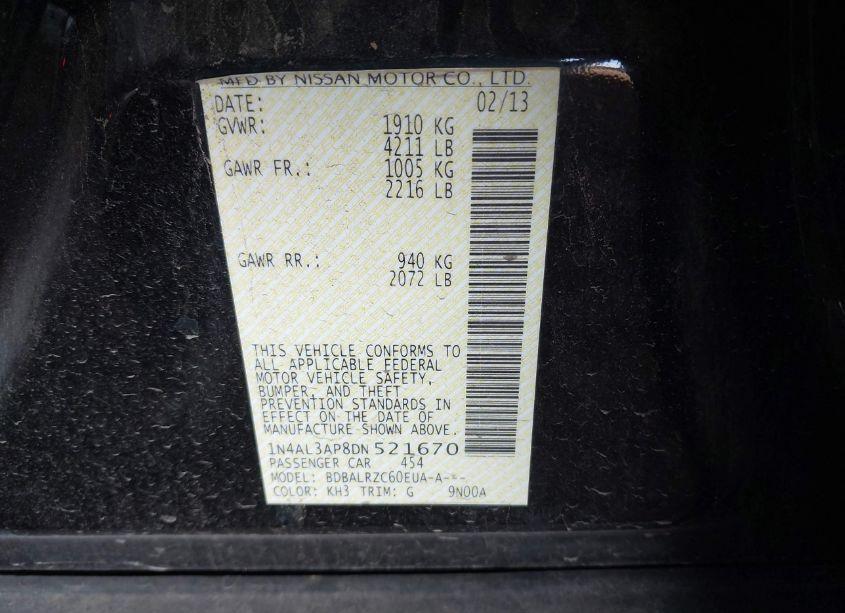 MFD BY NISSAN MOTOR CO., LTD.
DATE: 02/13
GVWR: 1910 KG
4211 LB
GAWR FR.: 1005 KG
2216 LB
GAWR RR.: 940 KG
2072 LB
THIS VEHICLE CONFORMS TO
ALL APPLICABLE FEDERAL
MOTOR VEHICLE SAFETY,
BUMPER, AND THEFT
PREVENTION STANDARDS IN
EFFECT ON THE DATE OF
MANUFACTURE SHOWN ABOVE.
1N4AL3AP8DN521670
PASSENGER CAR 454
MODEL: BDBALRZC60EUA-A---
COLOR: KH3 TRIM: G 9N00A